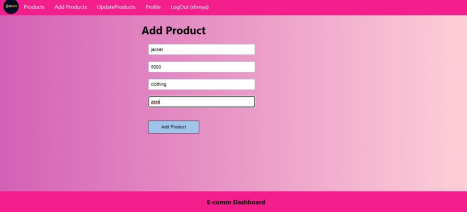 Products Add Products UpdateProducts Profile LogOut (shreya)
Add Product
jacket
5000
clothing
Add Product
E-comm Dashboard